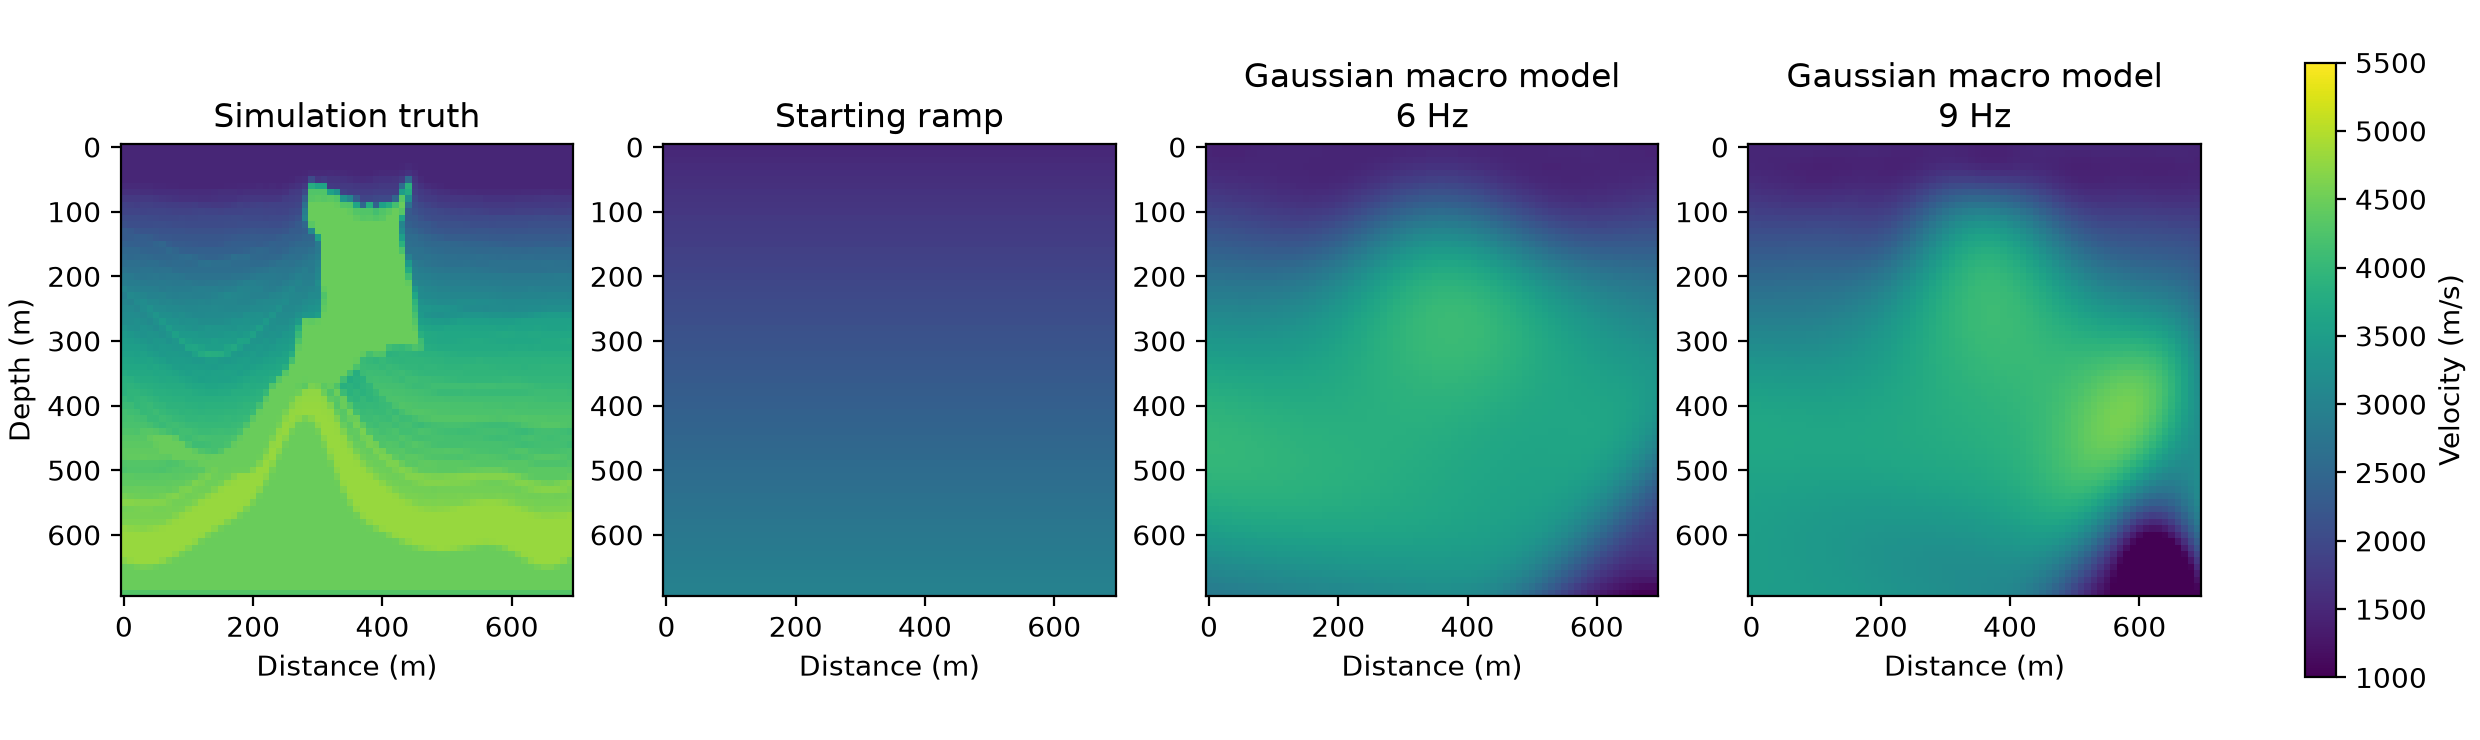 Simulation truth
Starting ramp
Gaussian macro model
6 Hz
Gaussian macro model
9 Hz
Depth (m)
0
100
200
300
400
500
600
0 200 400 600
Distance (m)
0
100
200
300
400
500
600
0 200 400 600
Distance (m)
0
100
200
300
400
500
600
0 200 400 600
Distance (m)
0
100
200
300
400
500
600
0 200 400 600
Distance (m)
5500
5000
4500
4000
3500
3000
2500
2000
1500
1000
Velocity (m/s)